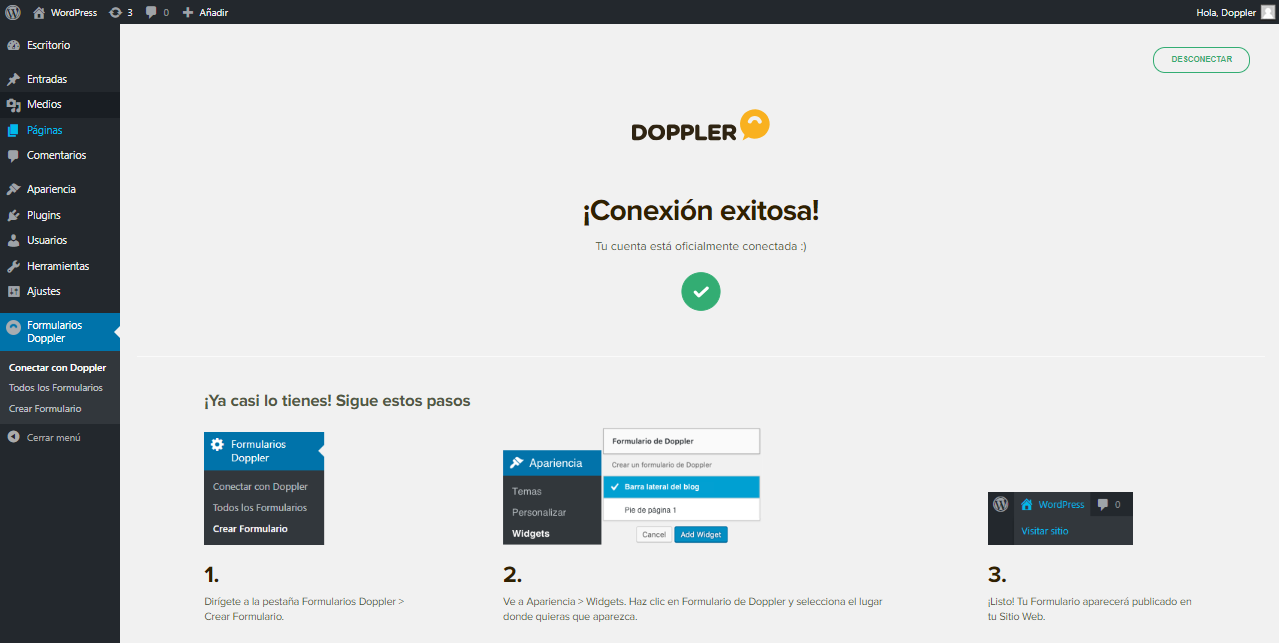 WordPress 3 0 Añadir
Hola, Doppler
Escritorio
Entradas
Medios
Páginas
Comentarios
Apariencia
Plugins
Usuarios
Herramientas
Ajustes
Formularios
Doppler
Conectar con Doppler
Todos los Formularios
Crear Formulario
Cerrar menú
DESCONECTAR
DOPPLER
¡Conexión exitosa!
Tu cuenta está oficialmente conectada :)
¡Ya casi lo tienes! Sigue estos pasos
Formularios
Doppler
Conectar con Doppler
Todos los Formularios
Crear Formulario
1.
Dirígete a la pestaña Formularios Doppler >
Crear Formulario.
Apariencia
Temas
Personalizar
Widgets
Formulario de Doppler
Crear un formulario de Doppler
Barra lateral del blog
Pie de página 1
Cancel Add Widget
2.
Ve a Apariencia > Widgets. Haz clic en Formulario de Doppler y selecciona el lugar
donde quieras que aparezca.
WordPress 0
Visitar sitio
3.
¡Listo! Tu Formulario aparecerá publicado en
tu Sitio Web.